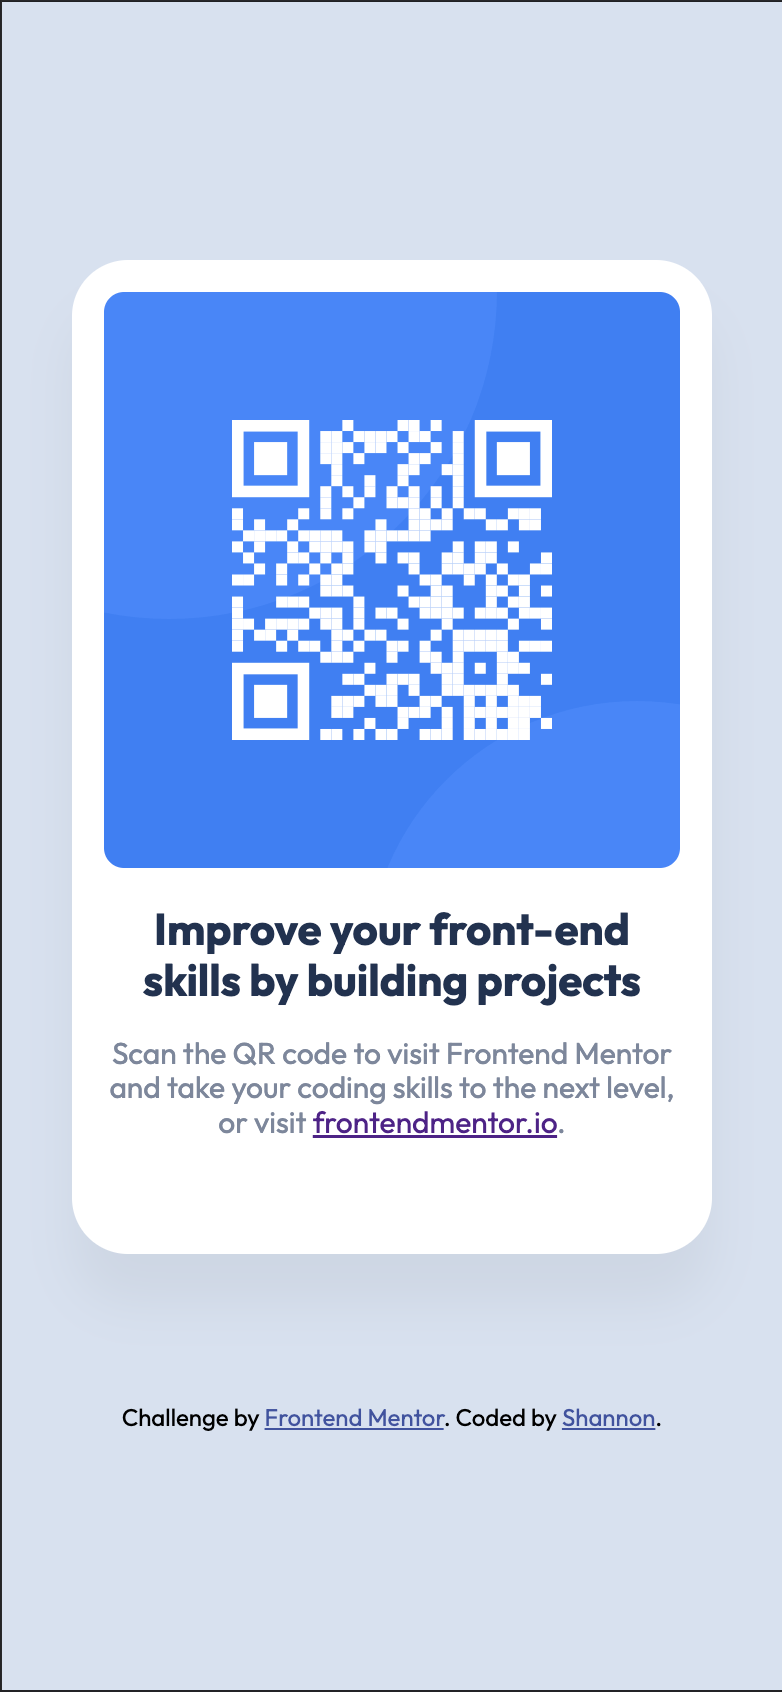 Improve your front-end
skills by building projects
Scan the QR code to visit Frontend Mentor
and take your coding skills to the next level,
or visit frontendmentor.io.
Challenge by Frontend Mentor. Coded by Shannon.